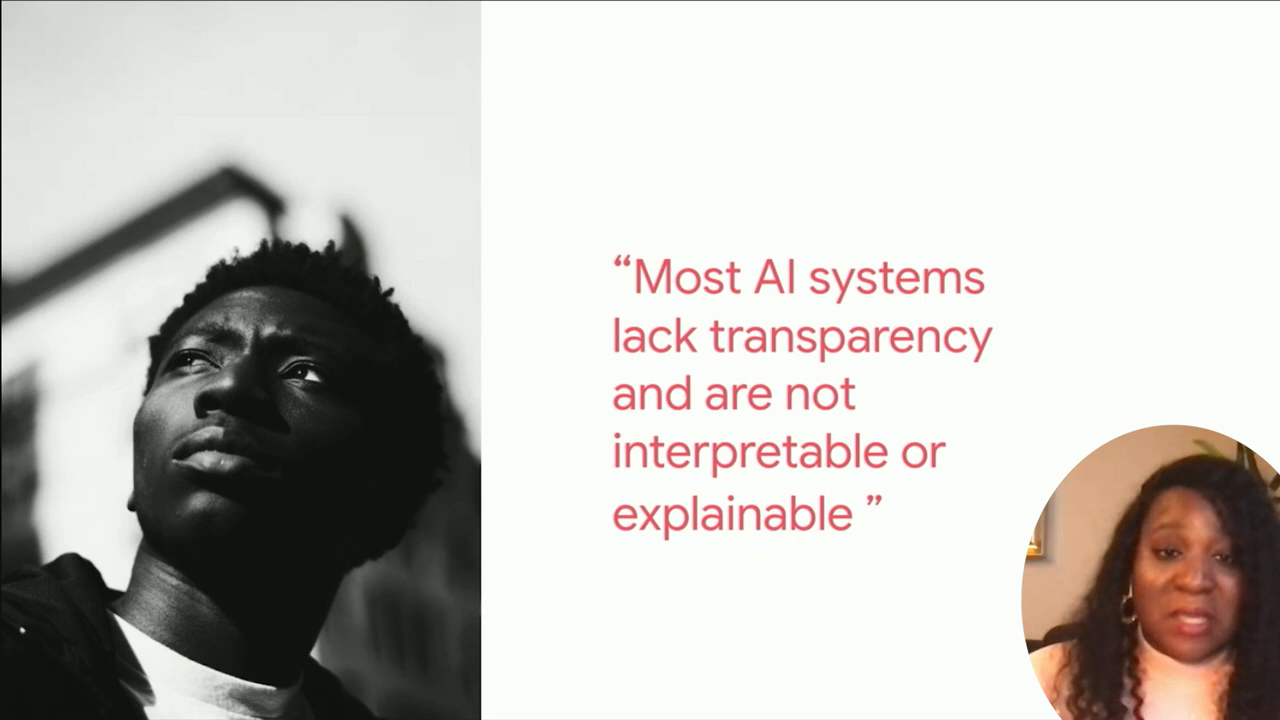 “Most AI systems
lack transparency
and are not
interpretable or
explainable ”